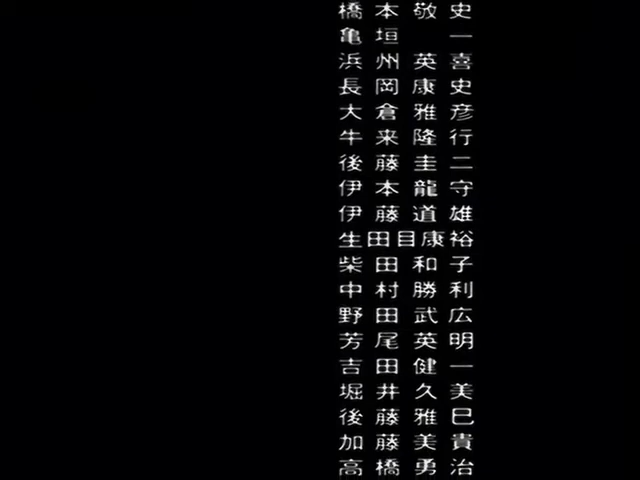 橋本敬史
亀垣一
浜州英喜
長岡康史
大倉雅彦
牛来隆行
後藤圭二
伊本龍守
伊藤道雄
生田目康裕
柴田和子
中村勝利
野田武広
芳尾英明
吉田健一
堀井久美
後藤雅巳
加藤美貴
高橋勇治